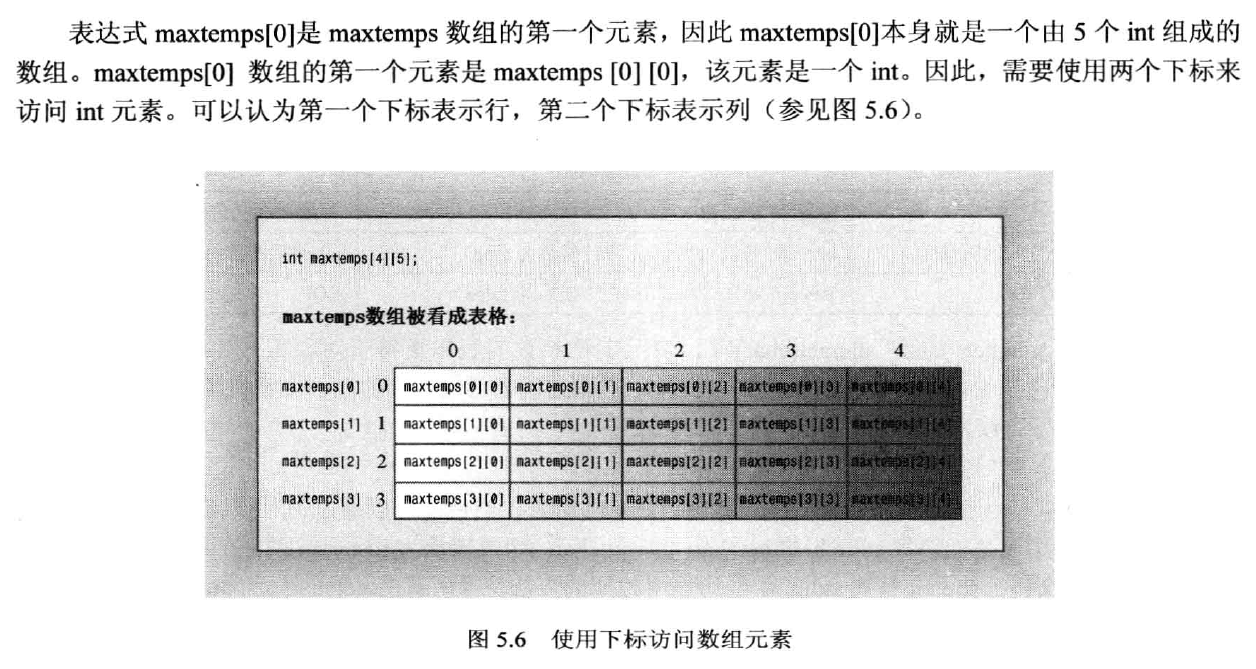 表达式 maxtemps[0]是 maxtemps 数组的第一个元素，因此 maxtemps[0]本身就是一个由 5 个 int 组成的
数组。maxtemps[0] 数组的第一个元素是 maxtemps [0] [0]，该元素是一个 int。因此，需要使用两个下标来
访问 int 元素。可以认为第一个下标表示行，第二个下标表示列（参见图 5.6）。
int maxtemps[4][5];
maxtemps数组被看成表格：
0 1 2 3 4
maxtemps[0] 0 maxtemps[0][0] maxtemps[0][1] maxtemps[0][2] maxtemps[0][3] maxtemps[0][4]
maxtemps[1] 1 maxtemps[1][0] maxtemps[1][1] maxtemps[1][2] maxtemps[1][3] maxtemps[1][4]
maxtemps[2] 2 maxtemps[2][0] maxtemps[2][1] maxtemps[2][2] maxtemps[2][3] maxtemps[2][4]
maxtemps[3] 3 maxtemps[3][0] maxtemps[3][1] maxtemps[3][2] maxtemps[3][3] maxtemps[3][4]
图 5.6 使用下标访问数组元素